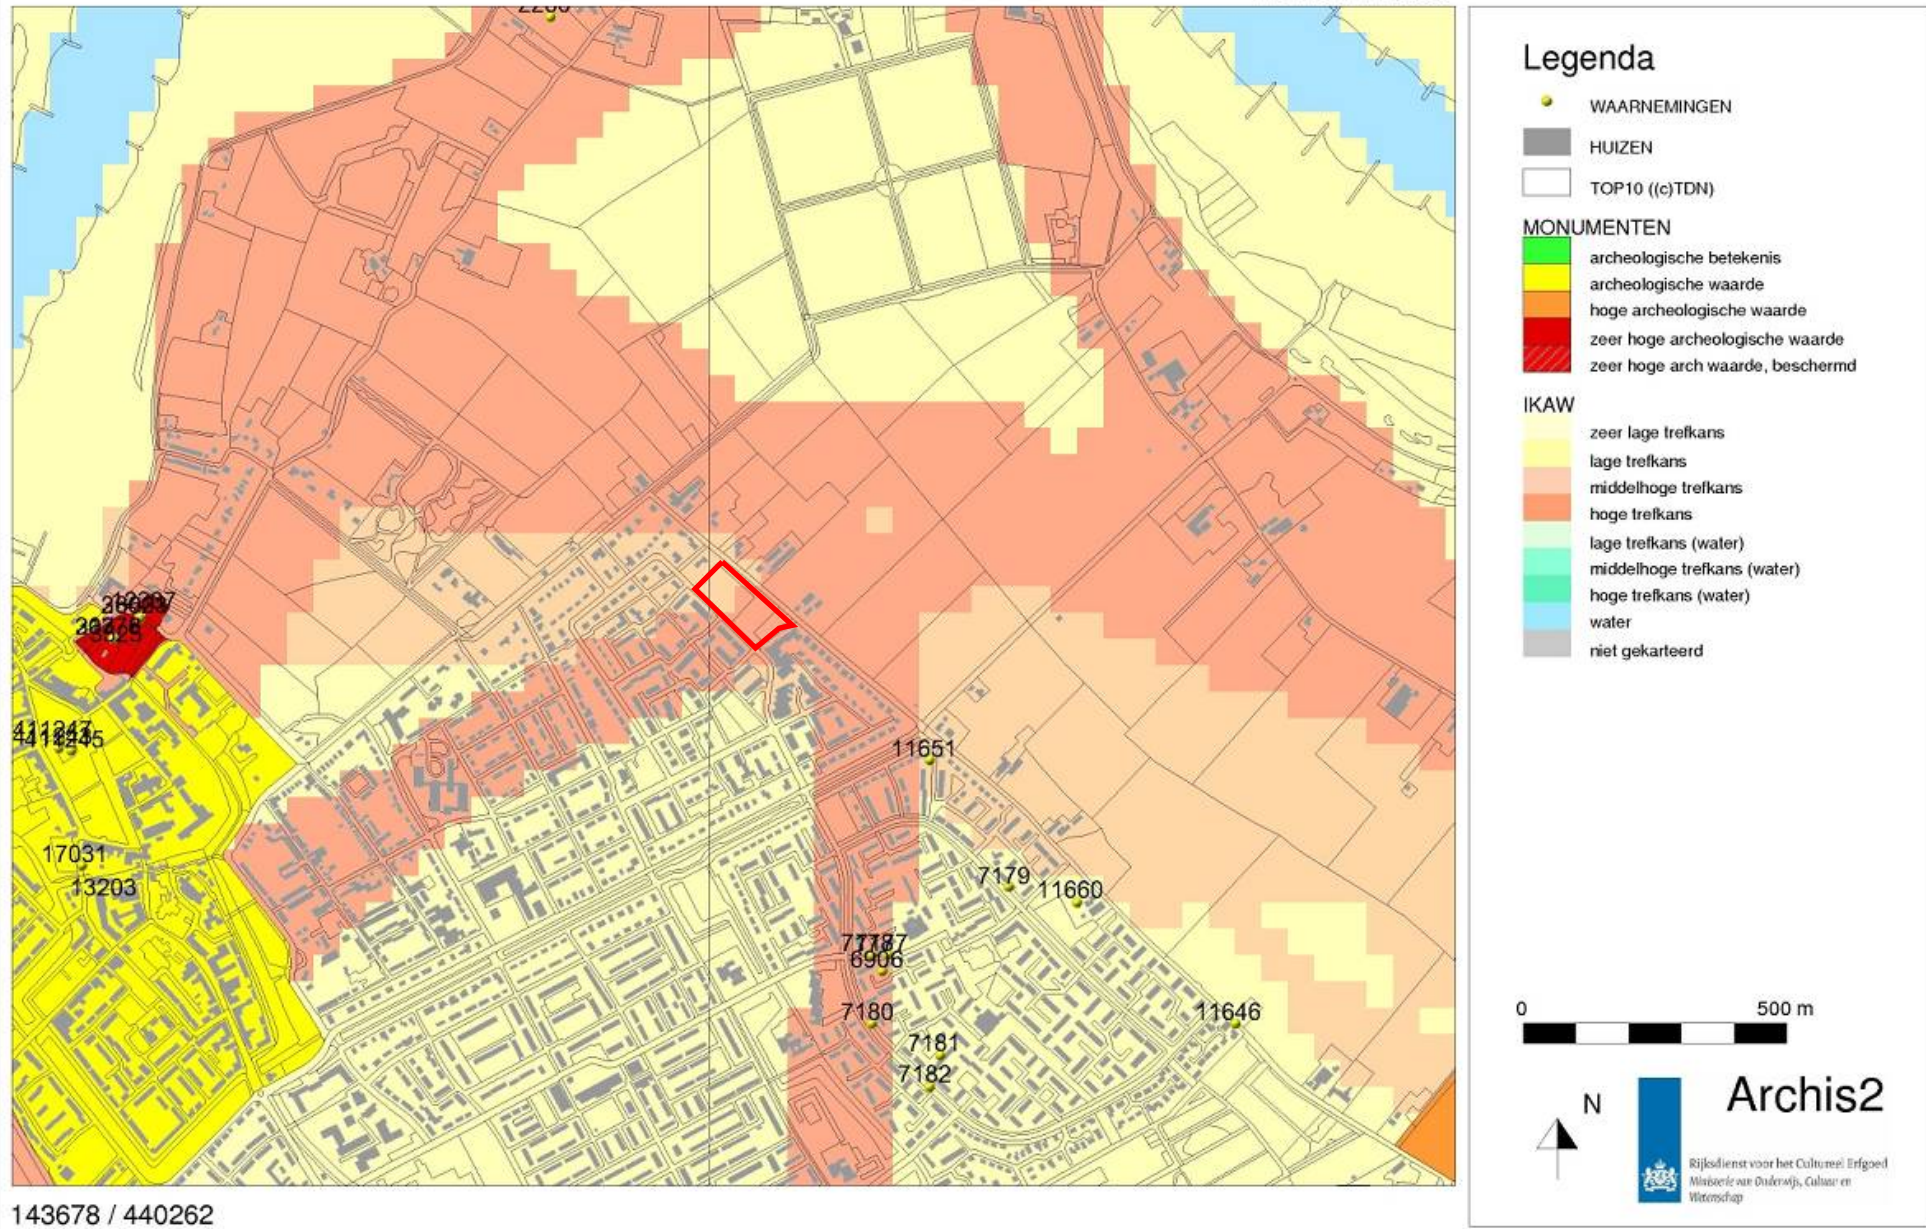 Legenda
WAARNEMINGEN
HUIZEN
TOP10 ((c)TDN)
MONUMENTEN
archeologische betekenis
archeologische waarde
hoge archeologische waarde
zeer hoge archeologische waarde
zeer hoge arch waarde, beschermd
IKAW
zeer lage trefkans
lage trefkans
middelhoge trefkans
hoge trefkans
lage trefkans (water)
middelhoge trefkans (water)
hoge trefkans (water)
water
niet gekarteerd
11651
17031
13203
7179
11660
6906
7180
11646
7181
7182
0 500 m
N
Archis2
Rijksdienst voor het Cultureel Erfgoed
Ministerie van Onderwijs, Cultuur en
Wetenschap
143678 / 440262